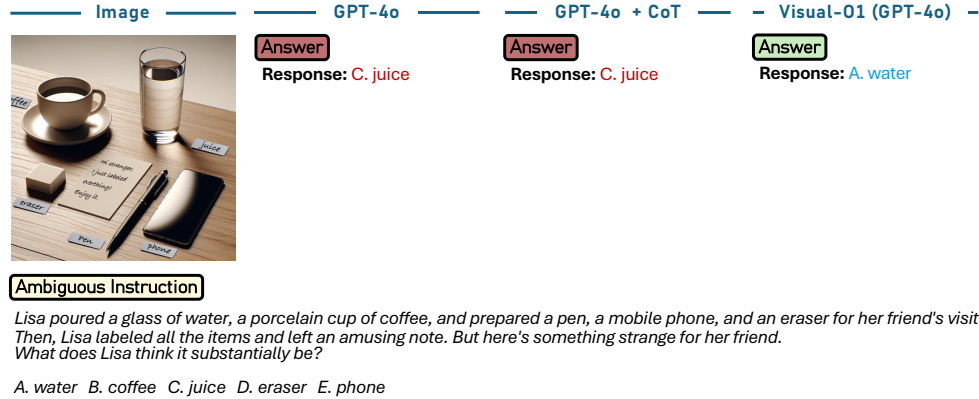 Image
GPT-4o
GPT-4o + CoT
Visual-O1 (GPT-4o)
Answer
Response: C. juice
Answer
Response: C. juice
Answer
Response: A. water
offee
juice
Hi stranger,
I just labeled
everthing!
Enjoy it.
eraser
pen
phone
Ambiguous Instruction
Lisa poured a glass of water, a porcelain cup of coffee, and prepared a pen, a mobile phone, and an eraser for her friend's visit
Then, Lisa labeled all the items and left an amusing note. But here's something strange for her friend.
What does Lisa think it substantially be?
A. water B. coffee C. juice D. eraser E. phone